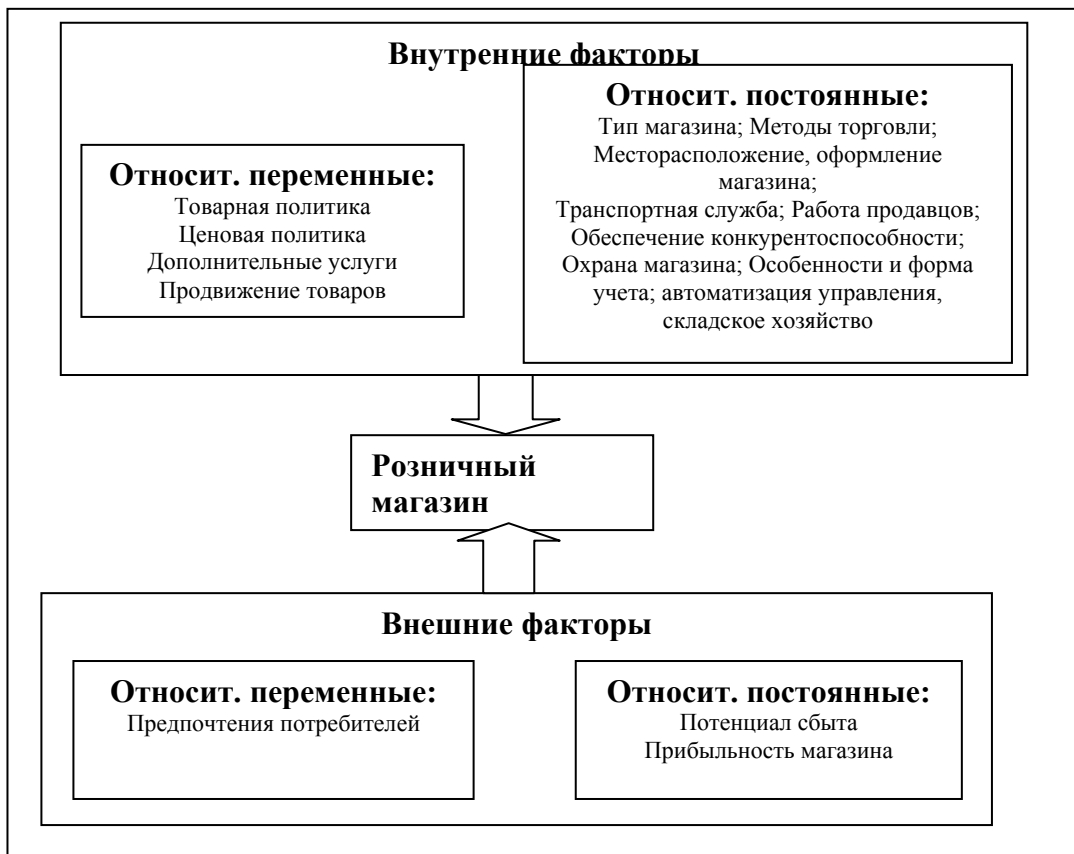 Внутренние факторы
Относит. переменные:
Товарная политика
Ценовая политика
Дополнительные услуги
Продвижение товаров
Относит. постоянные:
Тип магазина; Методы торговли;
Месторасположение, оформление
магазина;
Транспортная служба; Работа продавцов;
Обеспечение конкурентоспособности;
Охрана магазина; Особенности и форма
учета; автоматизация управления,
складское хозяйство
Розничный
магазин
Внешние факторы
Относит. переменные:
Предпочтения потребителей
Относит. постоянные:
Потенциал сбыта
Прибыльность магазина